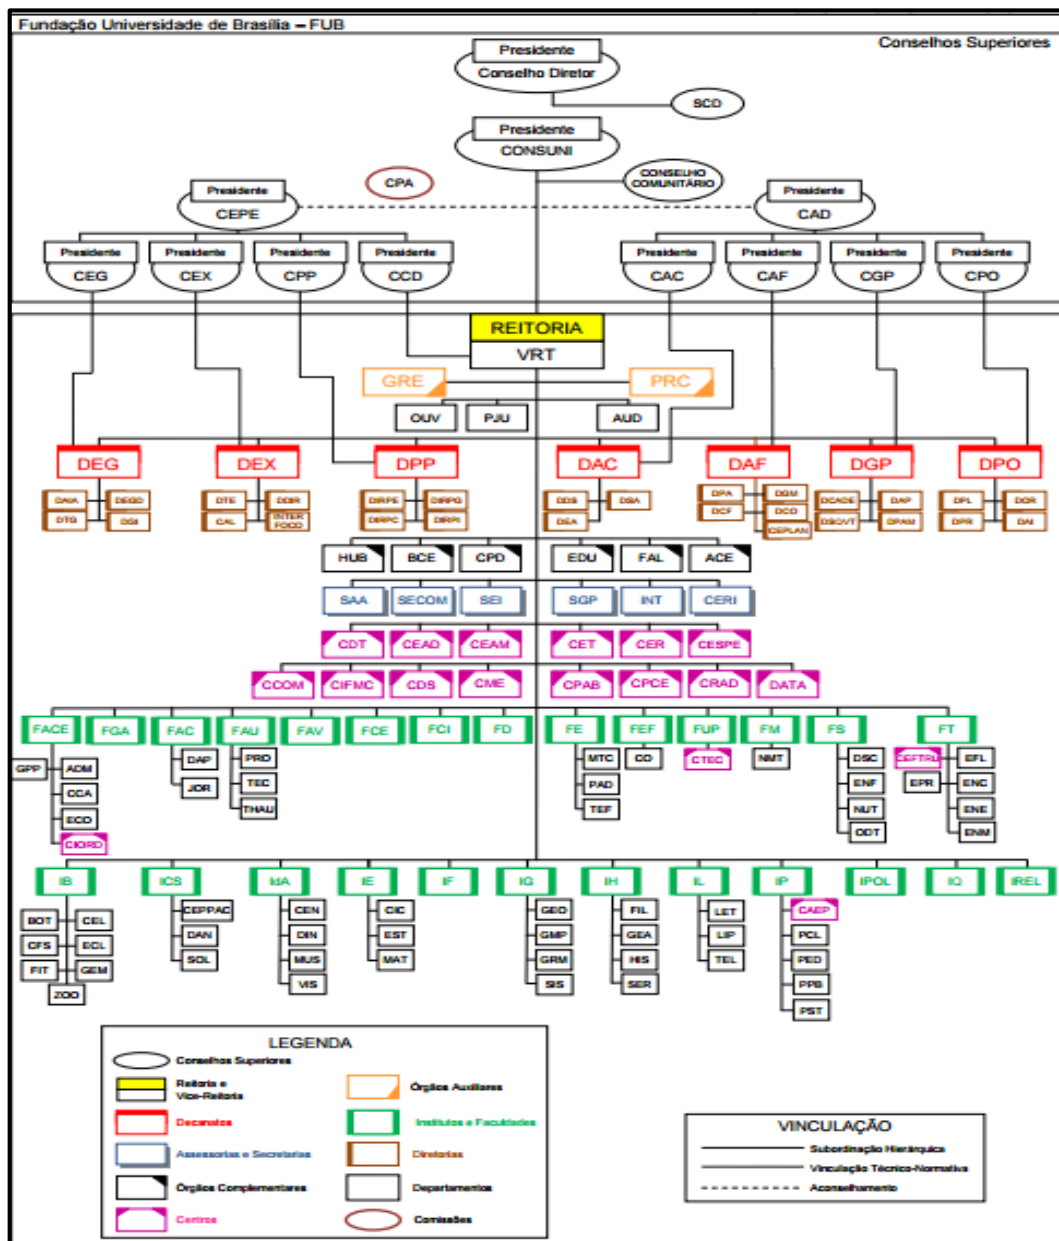 Fundação Universidade de Brasília – FUB
Conselhos Superiores
Presidente
Conselho Diretor
SCD
Presidente
CONSUNI
CPA
CONSELHO
COMUNITÁRIO
Presidente
CEPE
Presidente
CAD
Presidente Presidente Presidente Presidente Presidente Presidente Presidente Presidente
CEG CEX CPP CCD CAC CAF CGP CPO
REITORIA
VRT
GRE PRC
OUV PJU AUD
DEG DEX DPP DAC DAF DGP DPO
DAIA DEGD DTE DDIR DIRPE DIRPG DDS DSA DPA DGM DCADE DAP DPL DOR
DTG DGI CAL INTER FOCO DIRPC DIRPI DEA DCF DCO DSQVT DPAM DPR DAI
CEPLAN
HUB BCE CPD EDU FAL ACE
SAA SECOM SEI SGP INT CERI
CDT CEAD CEAM CET CER CESPE
CCOM CIFMC CDS CME CPAB CPCE CRAD DATA
FACE FGA FAC FAU FAV FCE FCI FD FE FEF FUP FM FS FT
GPP ADM DAP PRO MTC CO CTEC NMT DSC CEFTRU EFL
CCA JOR TEC PAD ENF EPR ENC
ECO THAU TEF NUT ENE
CIORD ODT ENM
IB ICS IdA IE IF IG IH IL IP IPOL IQ IREL
BOT CEL CEPPAC CEN CIC GEO FIL LET CAEP
CFS ECL DAN DIN EST GMP GEA LIP PCL
FIT GEM SOL MUS MAT GRM HIS TEL PED
ZOO VIS SIS SER PPB
PST
LEGENDA
Conselhos Superiores
Reitoria e
Vice-Reitoria
Órgãos Auxiliares
Decanatos
Institutos e Faculdades
Assessorias e Secretarias
Diretorias
Órgãos Complementares
Departamentos
Centros
Comissões
VINCULAÇÃO
Subordinação Hierárquica
Vinculação Técnico-Normativa
Aconselhamento